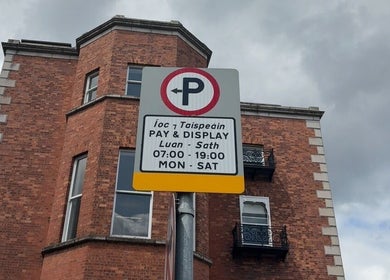 P
Íoc ⁊ Taispeáin
PAY & DISPLAY
Luan - Sath
07:00 - 19:00
MON - SAT